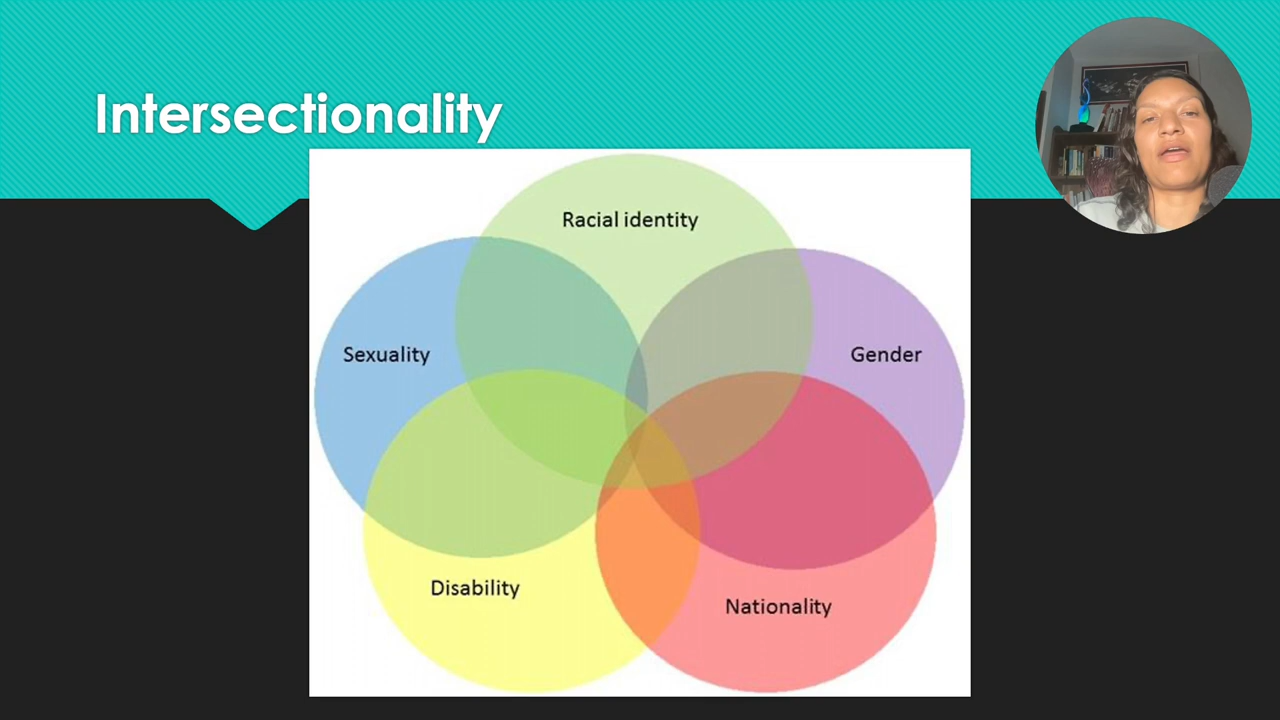 Intersectionality
Racial identity
Sexuality
Gender
Disability
Nationality